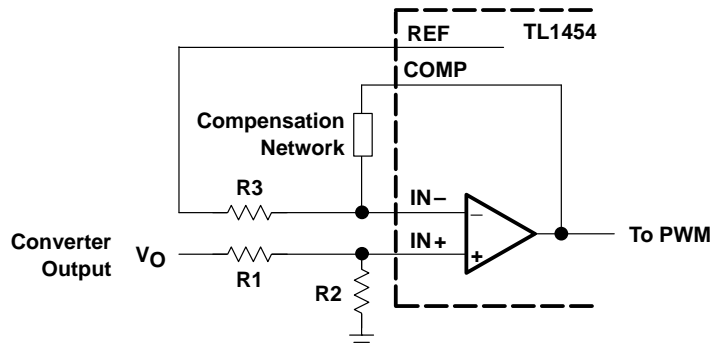 REF
TL1454
COMP
Compensation
Network
R3
IN−
−
Converter
Output
VO
R1
IN+
+
To PWM
R2